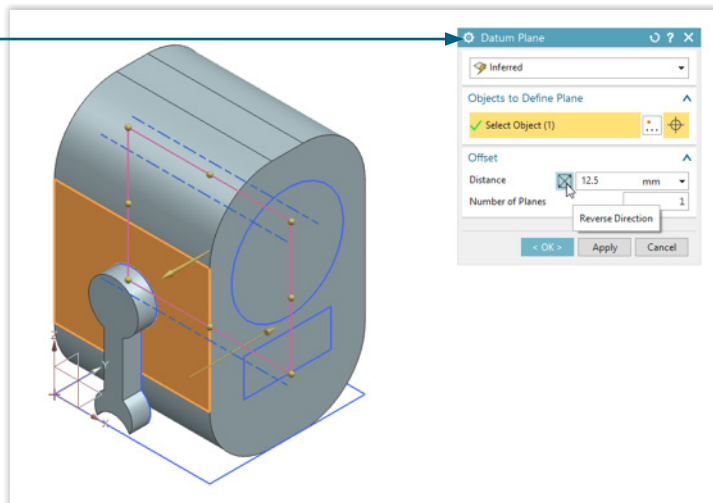 Datum Plane
Inferred
Objects to Define Plane
Select Object (1)
Offset
Distance 12.5 mm
Number of Planes 1
Reverse Direction
< OK > Apply Cancel
Z
Y
X